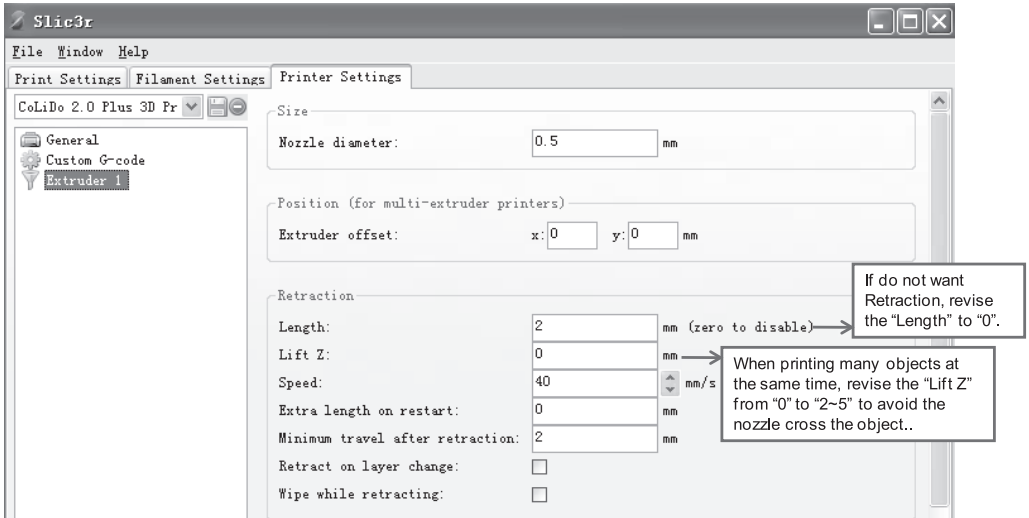 Slic3r
File Window Help
Print Settings Filament Settings Printer Settings
CoLiDo 2.0 Plus 3D Pr
General
Custom G-code
Extruder 1
Size
Nozzle diameter: 0.5 mm
Position (for multi-extruder printers)
Extruder offset: x: 0 y: 0 mm
Retraction
Length: 2 mm (zero to disable)
Lift Z: 0 mm
Speed: 40 mm/s
Extra length on restart: 0 mm
Minimum travel after retraction: 2 mm
Retract on layer change:
Wipe while retracting:
If do not want
Retraction, revise
the “Length” to “0”.
When printing many objects at
the same time, revise the “Lift Z”
from “0” to “2~5” to avoid the
nozzle cross the object..